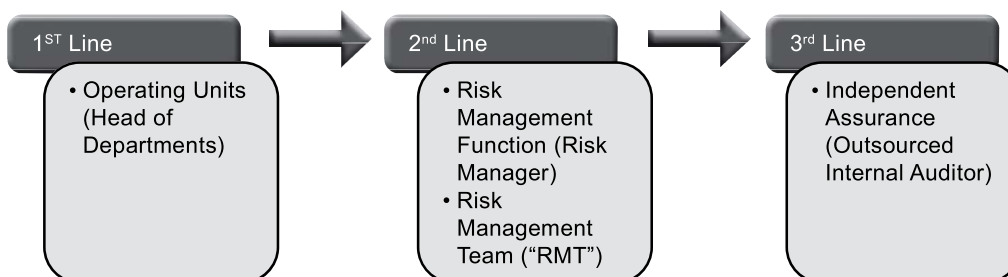 1ST Line
• Operating Units
(Head of
Departments)
2nd Line
• Risk
Management
Function (Risk
Manager)
• Risk
Management
Team (“RMT”)
3rd Line
• Independent
Assurance
(Outsourced
Internal Auditor)